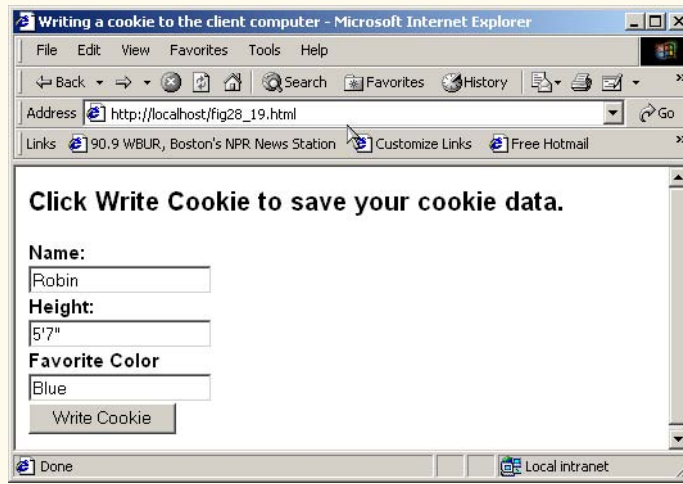 Writing a cookie to the client computer - Microsoft Internet Explorer
File Edit View Favorites Tools Help
Back Search Favorites History »
Address http://localhost/fig28_19.html Go
Links 90.9 WBUR, Boston's NPR News Station Customize Links Free Hotmail »
Click Write Cookie to save your cookie data.
Name:
Robin
Height:
5'7"
Favorite Color
Blue
Write Cookie
Done Local intranet